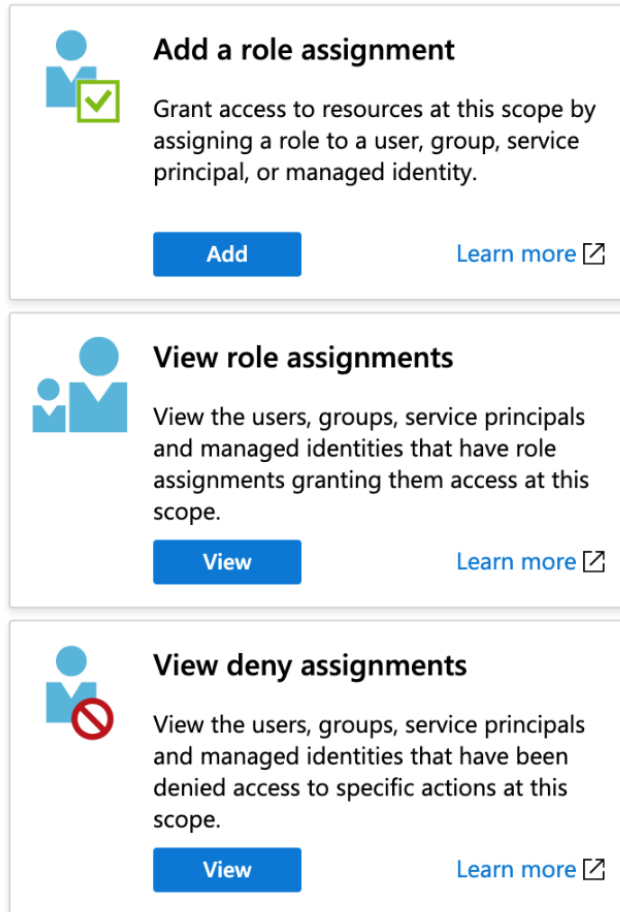 Add a role assignment
Grant access to resources at this scope by
assigning a role to a user, group, service
principal, or managed identity.
Add
Learn more
View role assignments
View the users, groups, service principals
and managed identities that have role
assignments granting them access at this
scope.
View
Learn more
View deny assignments
View the users, groups, service principals
and managed identities that have been
denied access to specific actions at this
scope.
View
Learn more